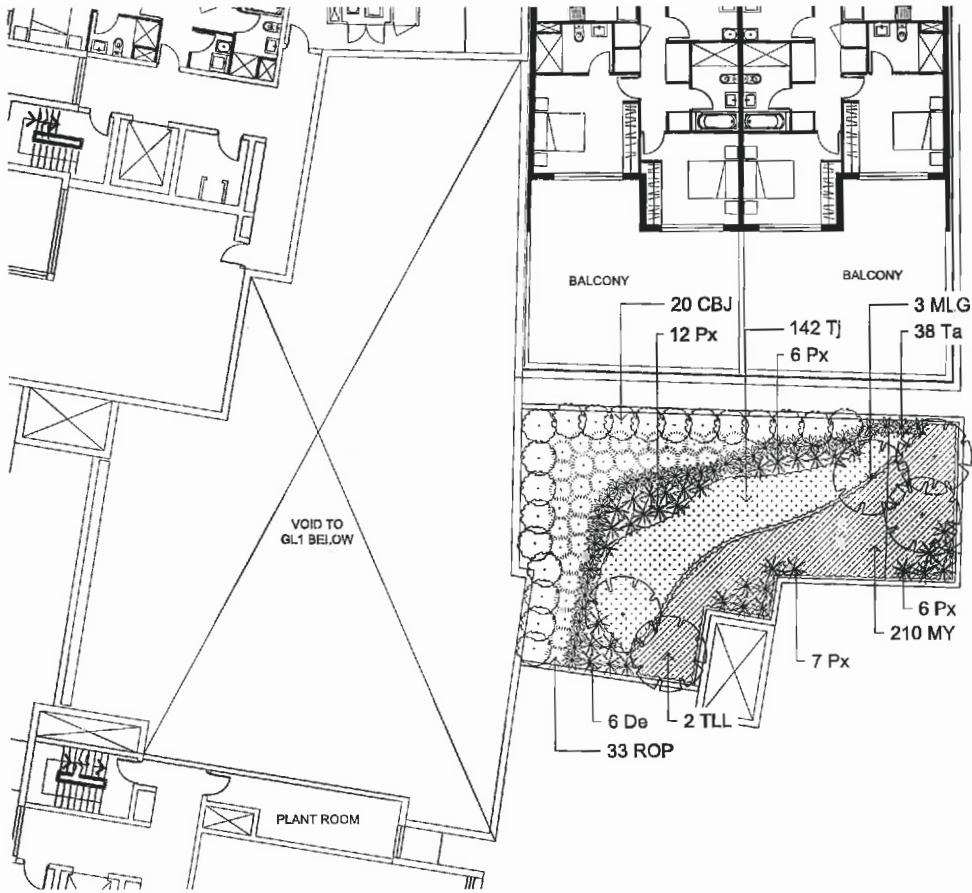 BALCONY
BALCONY
20 CBJ
3 MLG
12 Px
142 Tj
38 Ta
6 Px
VOID TO
GL1 BELOW
6 Px
210 MY
7 Px
6 De
2 TLL
33 ROP
PLANT ROOM